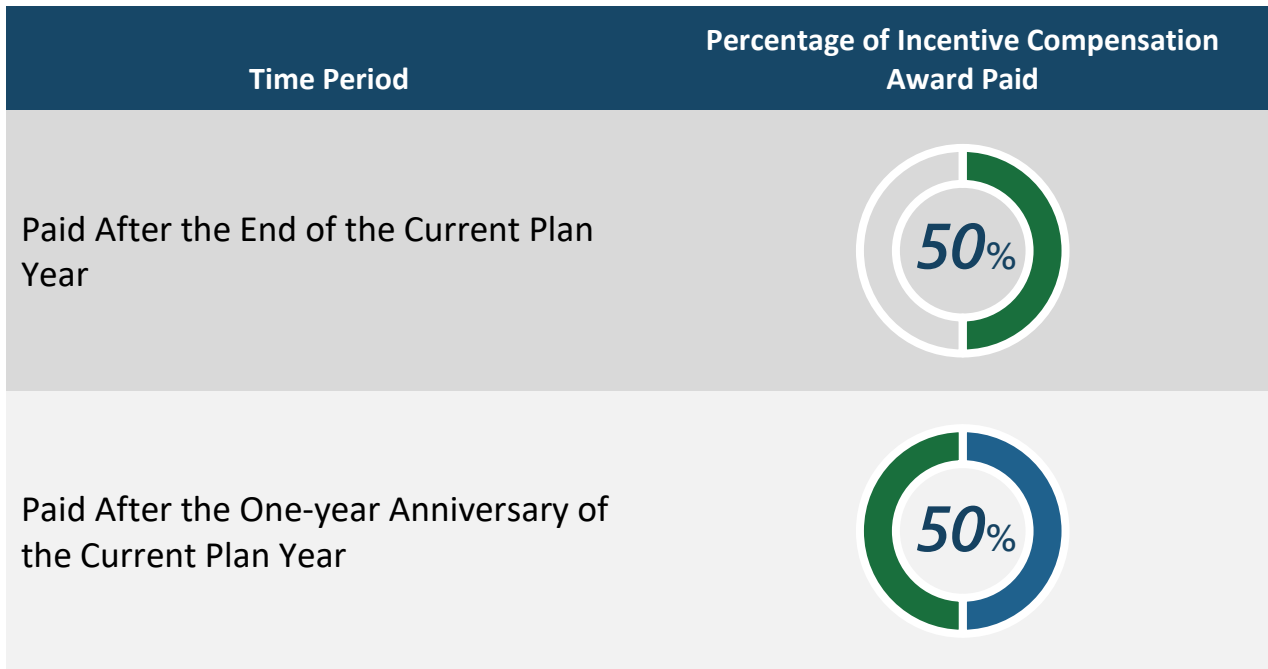 Time Period
Percentage of Incentive Compensation
Award Paid
Paid After the End of the Current Plan
Year
50%
Paid After the One-year Anniversary of
the Current Plan Year
50%